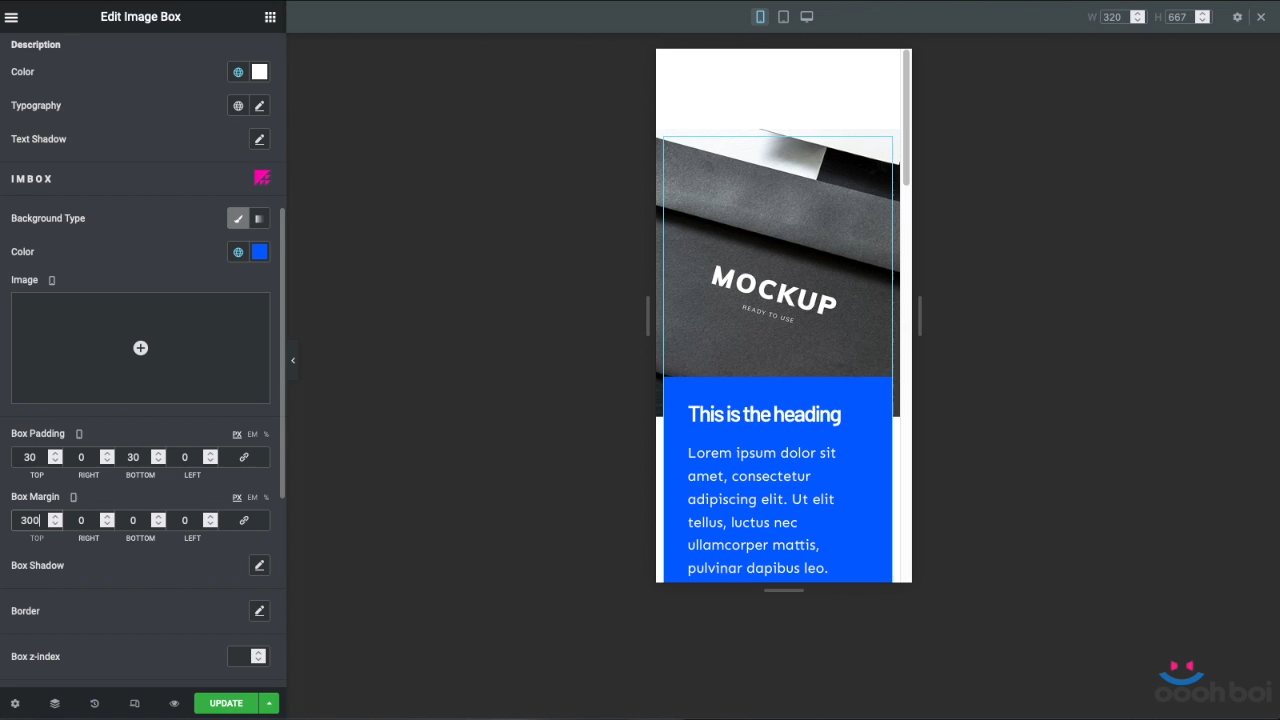 Edit Image Box
W 320 H 667
Description
Color
Typography
Text Shadow
IMBOX
Background Type
Color
Image
Box Padding PX EM %
30 0 30 0
TOP RIGHT BOTTOM LEFT
Box Margin PX EM %
300 0 0 0
TOP RIGHT BOTTOM LEFT
Box Shadow
Border
Box z-index
UPDATE
MOCKUP
READY TO USE
This is the heading
Lorem ipsum dolor sit
amet, consectetur
adipiscing elit. Ut elit
tellus, luctus nec
ullamcorper mattis,
pulvinar dapibus leo.
oooh boi